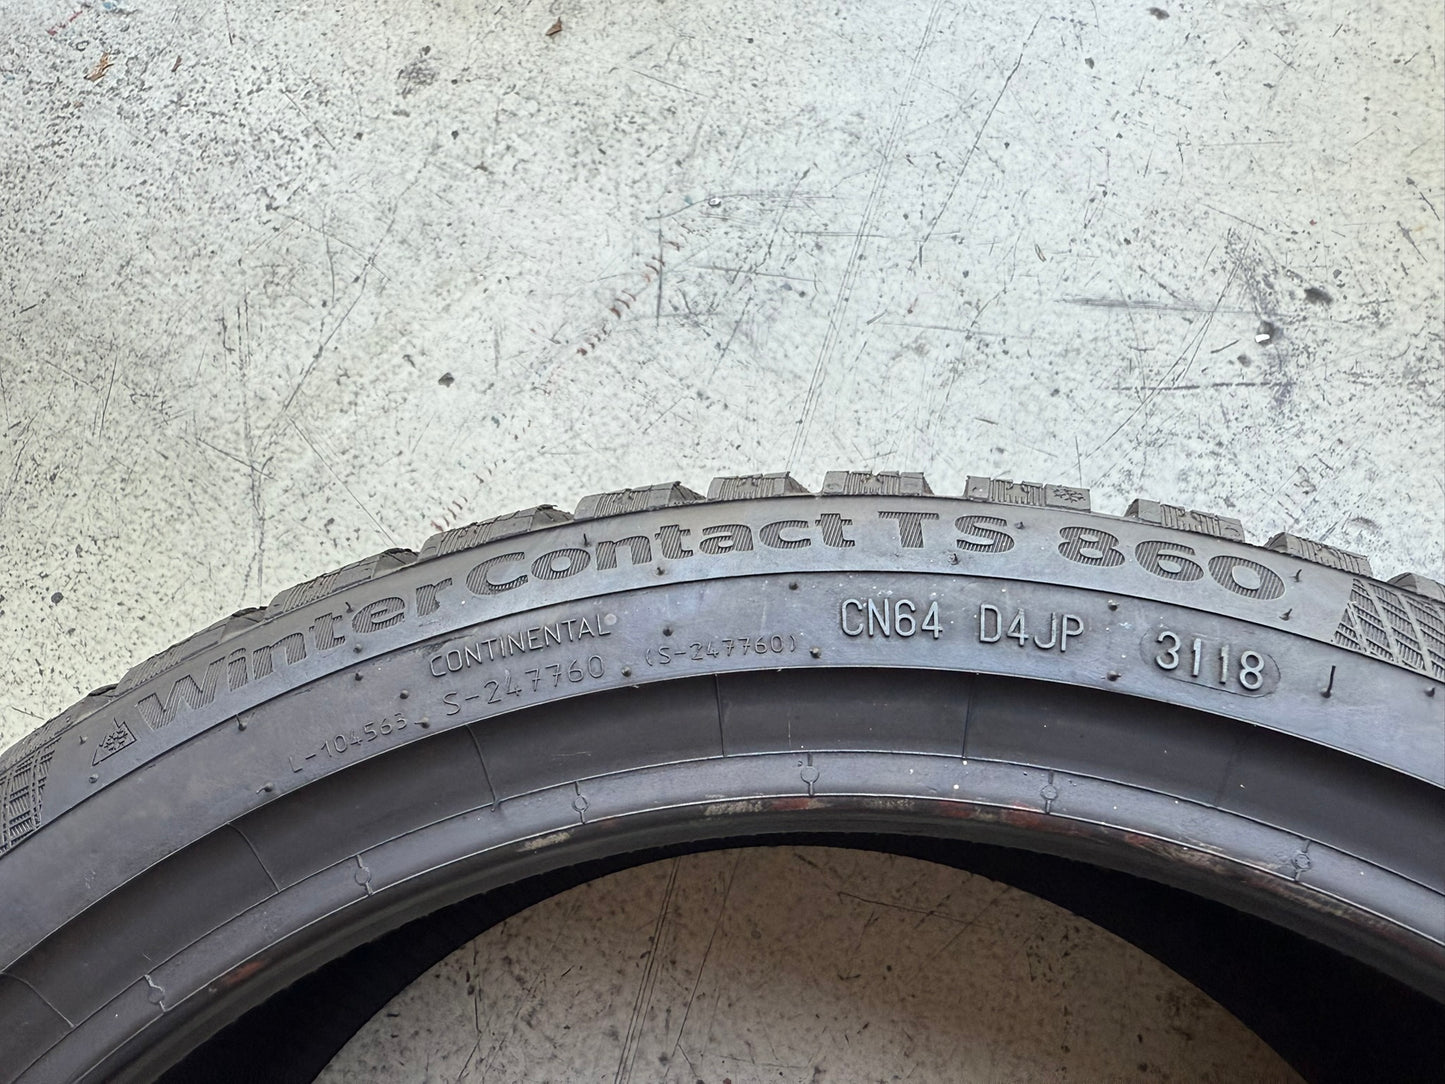 WinterContact TS 860
CONTINENTAL
L-104563 S-247760 (S-247760) CN64 D4JP 3118